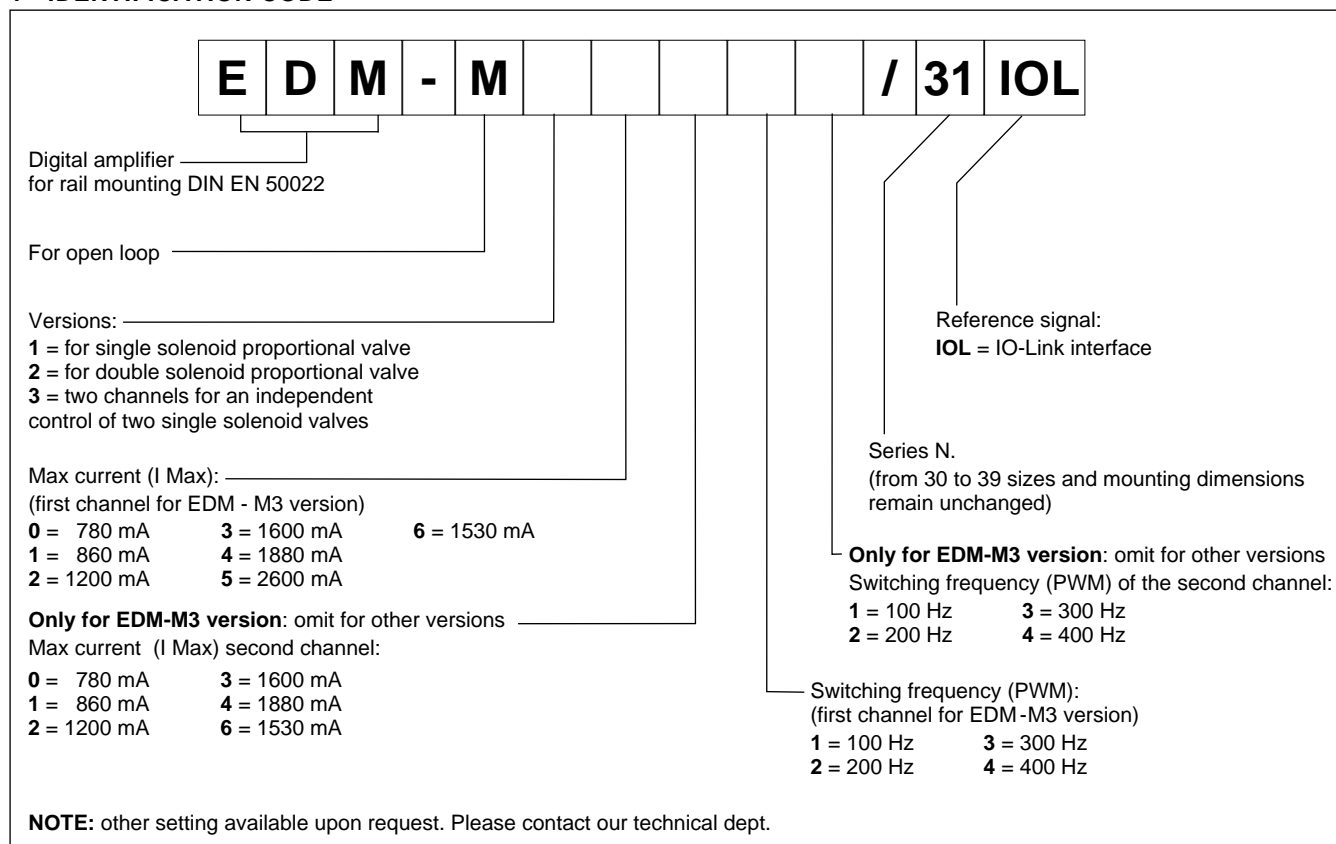 E D M - M / 31 IOL
Digital amplifier
for rail mounting DIN EN 50022
For open loop
Versions:
1 = for single solenoid proportional valve
2 = for double solenoid proportional valve
3 = two channels for an independent
control of two single solenoid valves
Max current (I Max):
(first channel for EDM - M3 version)
0 = 780 mA 3 = 1600 mA 6 = 1530 mA
1 = 860 mA 4 = 1880 mA
2 = 1200 mA 5 = 2600 mA
Only for EDM-M3 version: omit for other versions
Max current (I Max) second channel:
0 = 780 mA 3 = 1600 mA
1 = 860 mA 4 = 1880 mA
2 = 1200 mA 6 = 1530 mA
Reference signal:
IOL = IO-Link interface
Series N.
(from 30 to 39 sizes and mounting dimensions
remain unchanged)
Only for EDM-M3 version: omit for other versions
Switching frequency (PWM) of the second channel:
1 = 100 Hz 3 = 300 Hz
2 = 200 Hz 4 = 400 Hz
Switching frequency (PWM):
(first channel for EDM-M3 version)
1 = 100 Hz 3 = 300 Hz
2 = 200 Hz 4 = 400 Hz
NOTE: other setting available upon request. Please contact our technical dept.